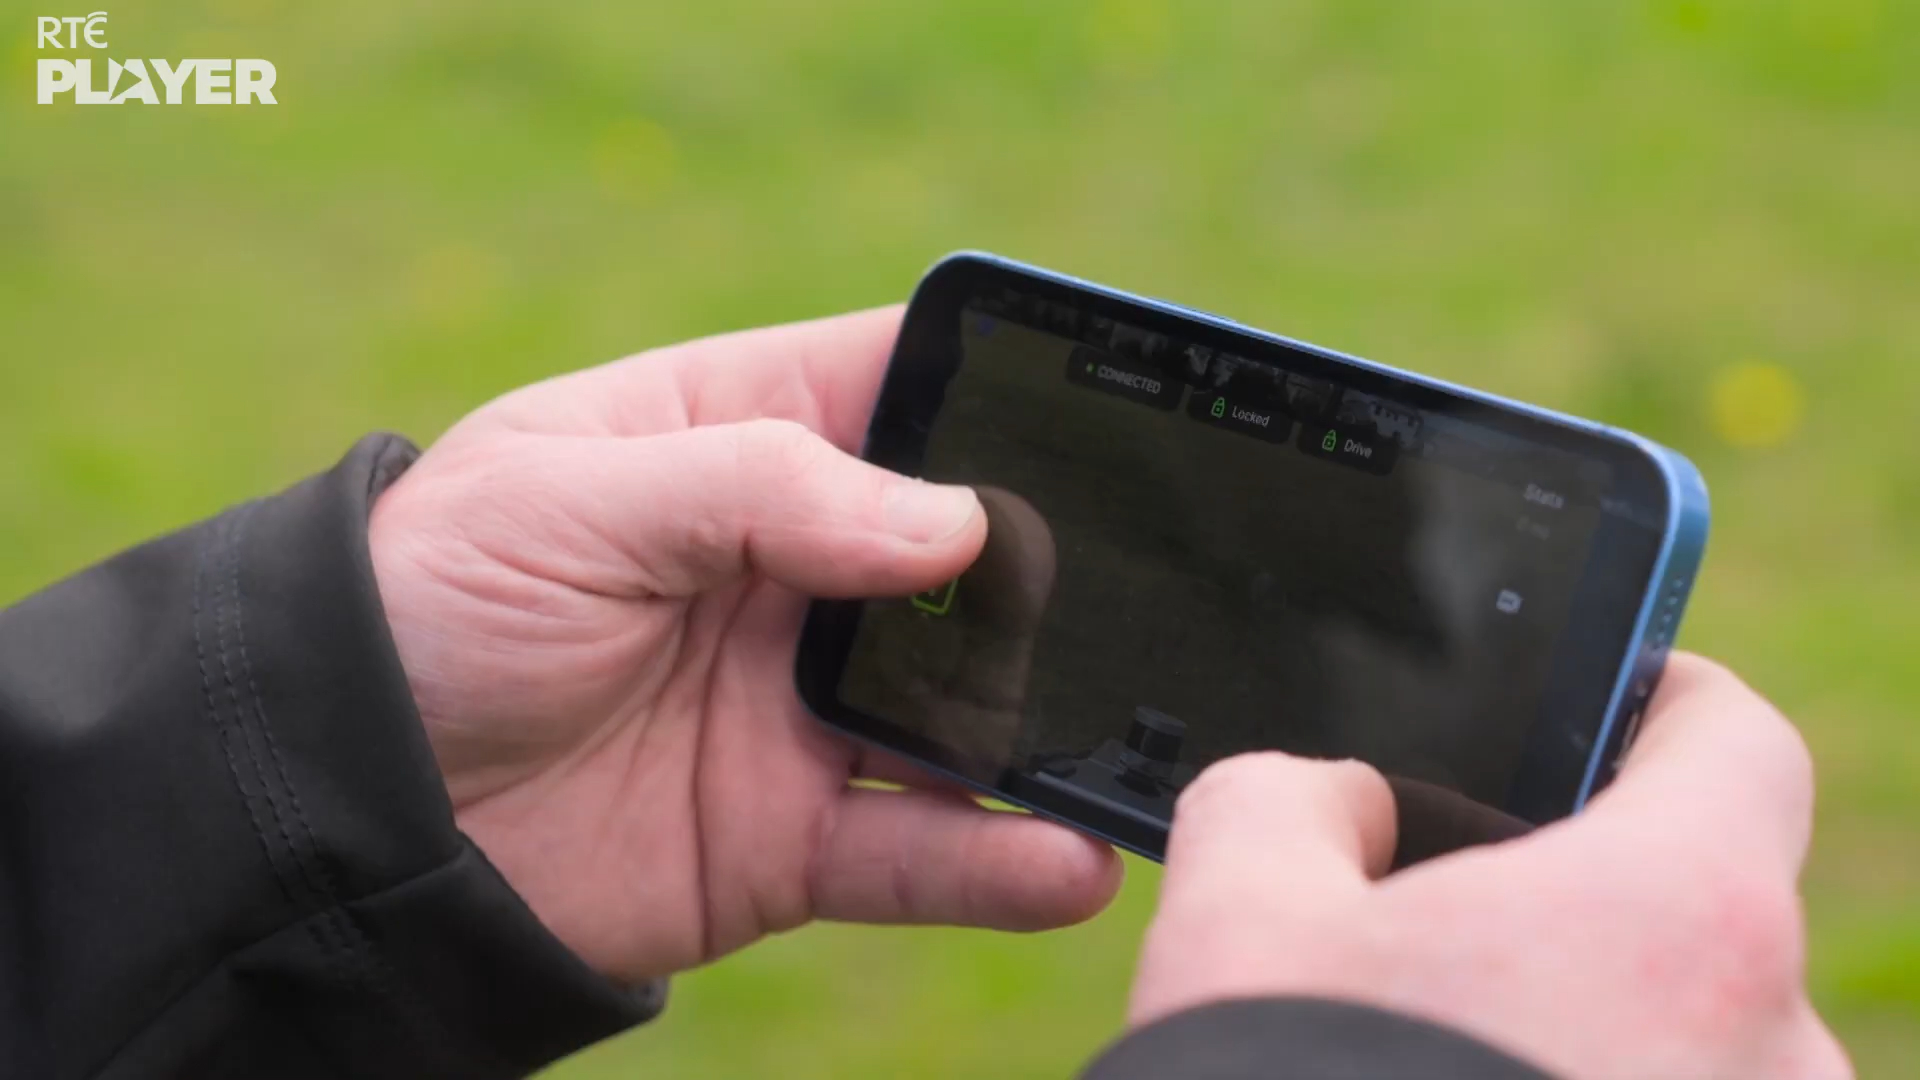 RTÉ
PLAYER
CONNECTED
Locked
Drive
Stats